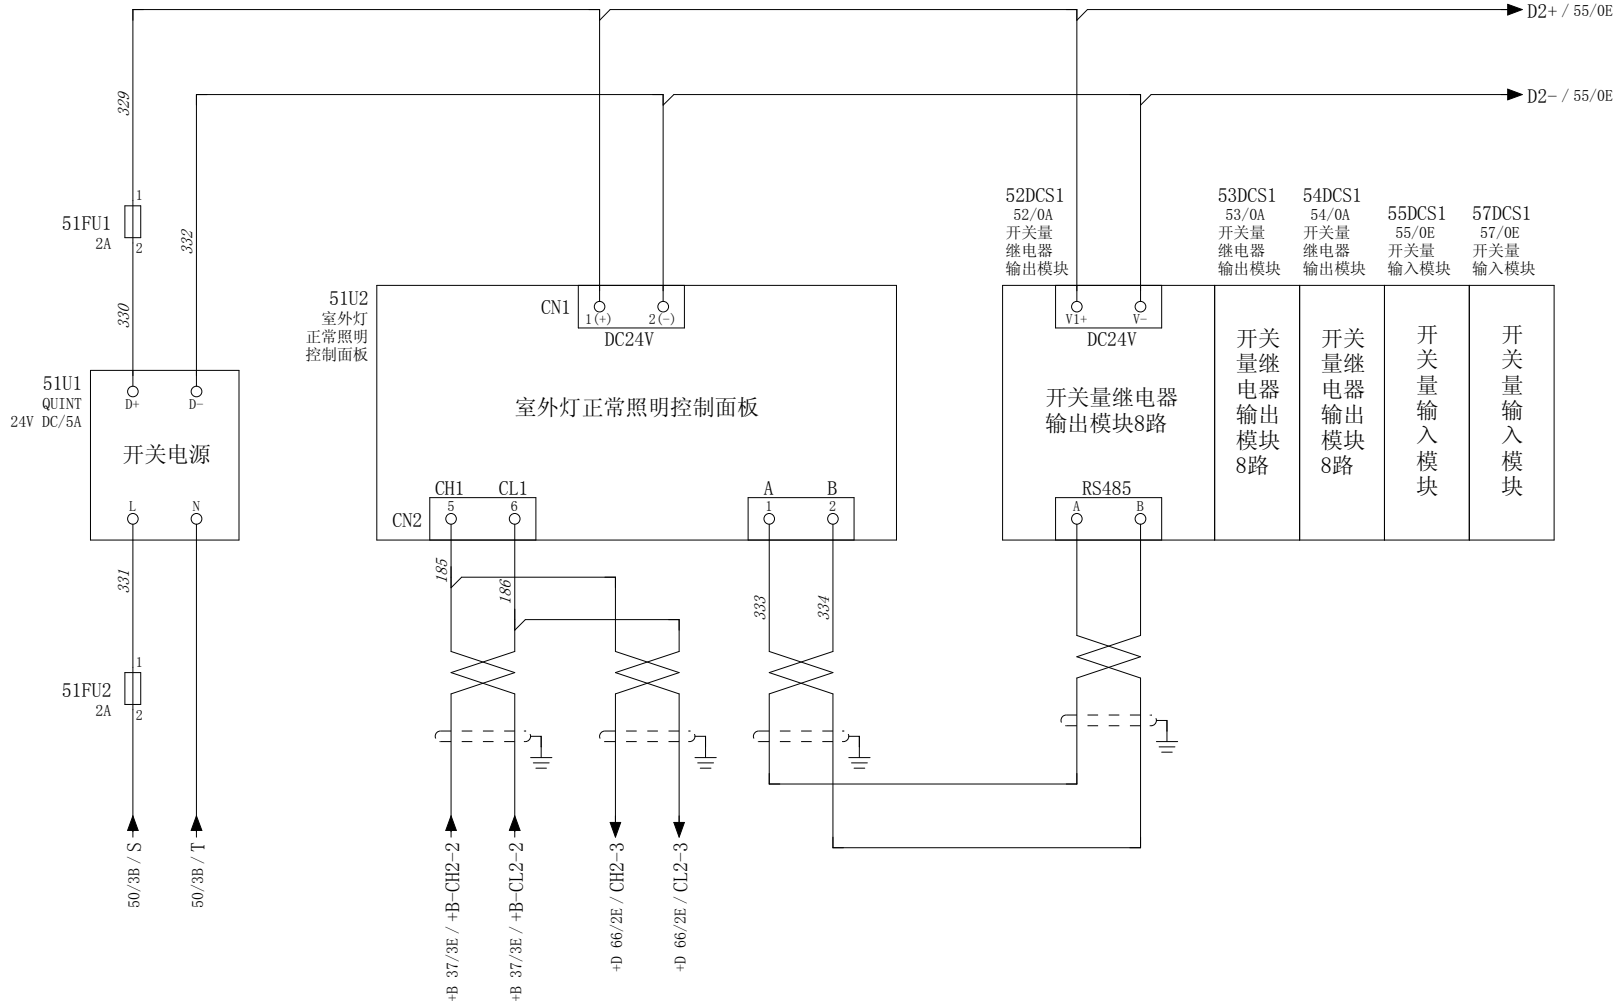 D2+ / 55/0E
D2- / 55/0E
329
332
51FU1
2A
1
2
330
51U1
QUINT
24V DC/5A
D+
D-
开关电源
L
N
331
51FU2
2A
1
2
50/3B / S
50/3B / T
51U2
室外灯
正常照明
控制面板
CN1
1(+)
2(-)
DC24V
室外灯正常照明控制面板
CH1
CL1
CN2
5
6
A
B
1
2
185
186
333
334
+B 37/3E / +B-CH2-2
+B 37/3E / +B-CL2-2
+D 66/2E / CH2-3
+D 66/2E / CL2-3
52DCS1
52/0A
开关量
继电器
输出模块
53DCS1
53/0A
开关量
继电器
输出模块
54DCS1
54/0A
开关量
继电器
输出模块
55DCS1
55/0E
开关量
输入模块
57DCS1
57/0E
开关量
输入模块
V1+
V-
DC24V
开关量继电器
输出模块8路
RS485
A
B
开关
量继
电器
输出
模块
8路
开关
量继
电器
输出
模块
8路
开
关
量
输
入
模
块
开
关
量
输
入
模
块